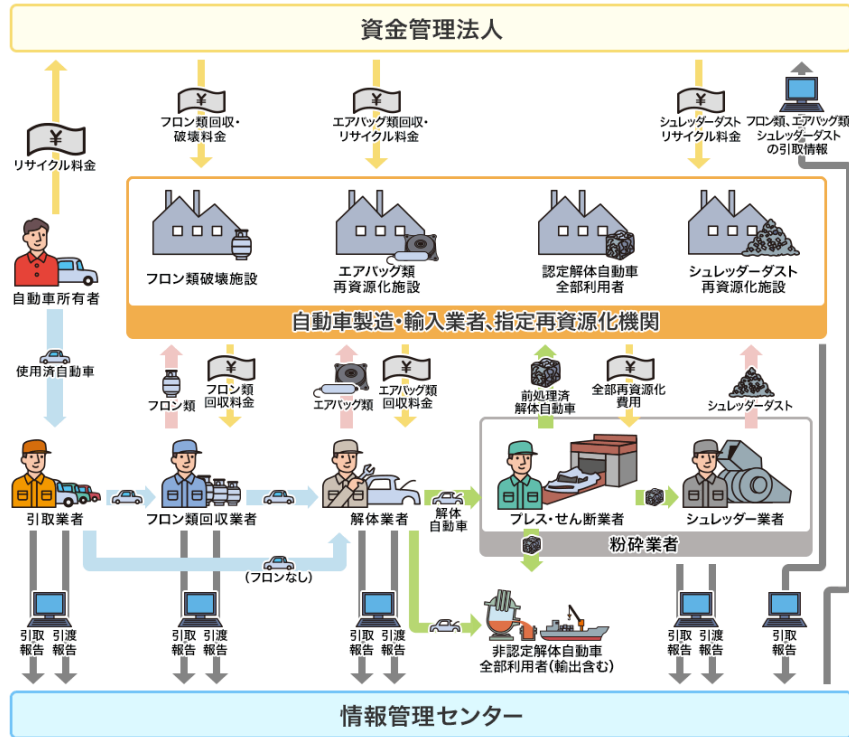 資金管理法人
¥
フロン類回収・
破壊料金
¥
エアバッグ類回収・
リサイクル料金
¥
シュレッダーダスト
リサイクル料金
フロン類、エアバッグ類
シュレッダーダスト
の引取情報
¥
リサイクル料金
自動車所有者
フロン類破壊施設
エアバッグ類
再資源化施設
認定解体自動車
全部利用者
シュレッダーダスト
再資源化施設
自動車製造・輸入業者、指定再資源化機関
使用済自動車
フロン類
¥
フロン類
回収料金
エアバッグ類
¥
エアバッグ類
回収料金
前処理済
解体自動車
¥
全部再資源化
費用
シュレッダーダスト
引取業者
フロン類回収業者
解体業者
解体
自動車
プレス・せん断業者
シュレッダー業者
粉砕業者
(フロンなし)
引取
報告
引渡
報告
引取
報告
引渡
報告
引取
報告
引渡
報告
非認定解体自動車
全部利用者(輸出含む)
引取
報告
引渡
報告
引取
報告
情報管理センター